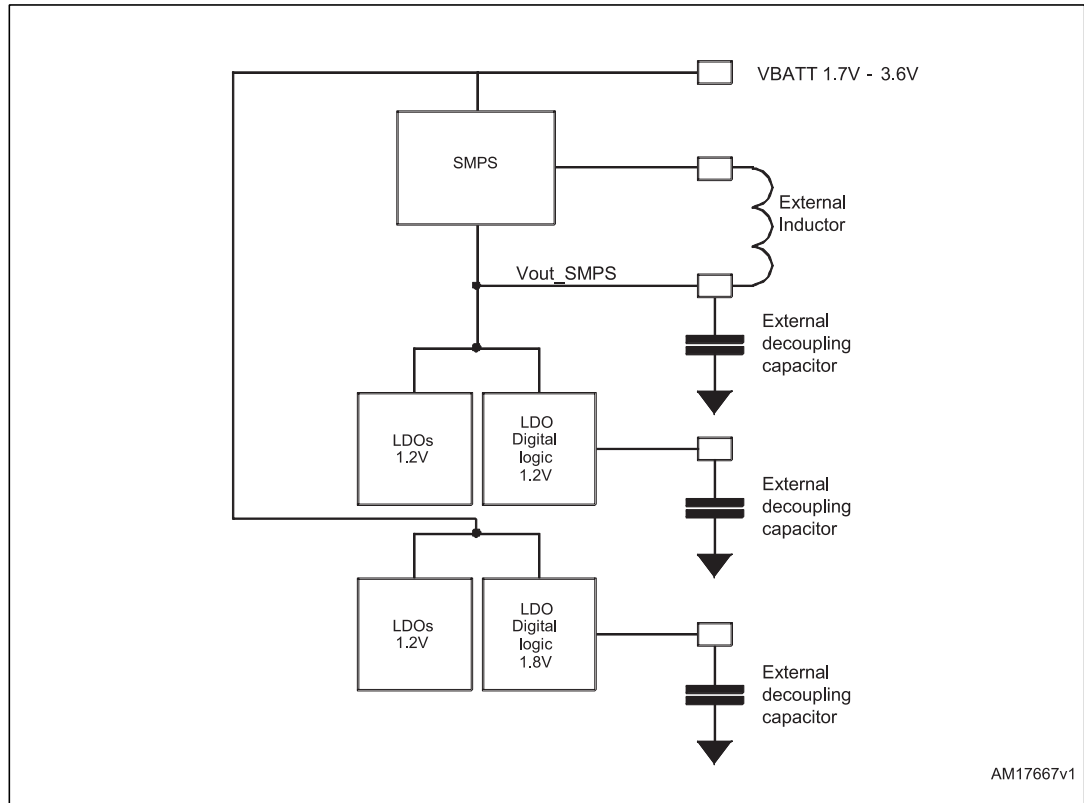 VBATT 1.7V - 3.6V
SMPS
External
Inductor
Vout_SMPS
External
decoupling
capacitor
LDOs
1.2V
LDO
Digital
logic
1.2V
External
decoupling
capacitor
LDOs
1.2V
LDO
Digital
logic
1.8V
External
decoupling
capacitor
AM17667v1